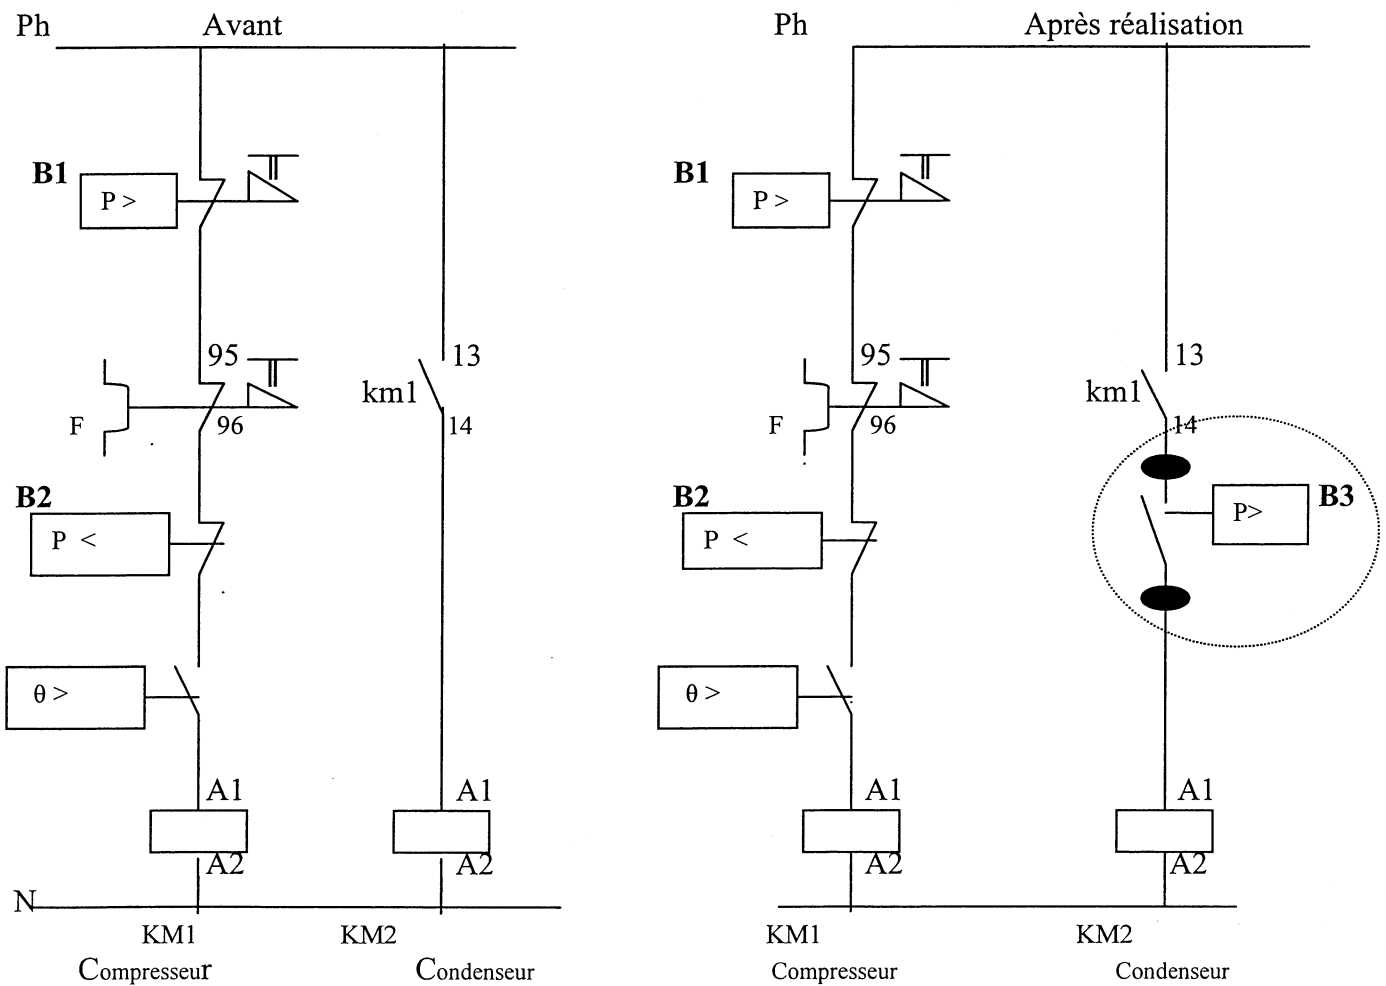 Ph Avant
B1
P >
95
F
96
km1
13
14
B2
P <
θ >
A1
A2
A1
A2
N
KM1 KM2
Compresseur Condenseur
Ph Après réalisation
B1
P >
95
F
96
13
km1
14
B2
P <
P>
B3
θ >
A1
A2
A1
A2
KM1 KM2
Compresseur Condenseur